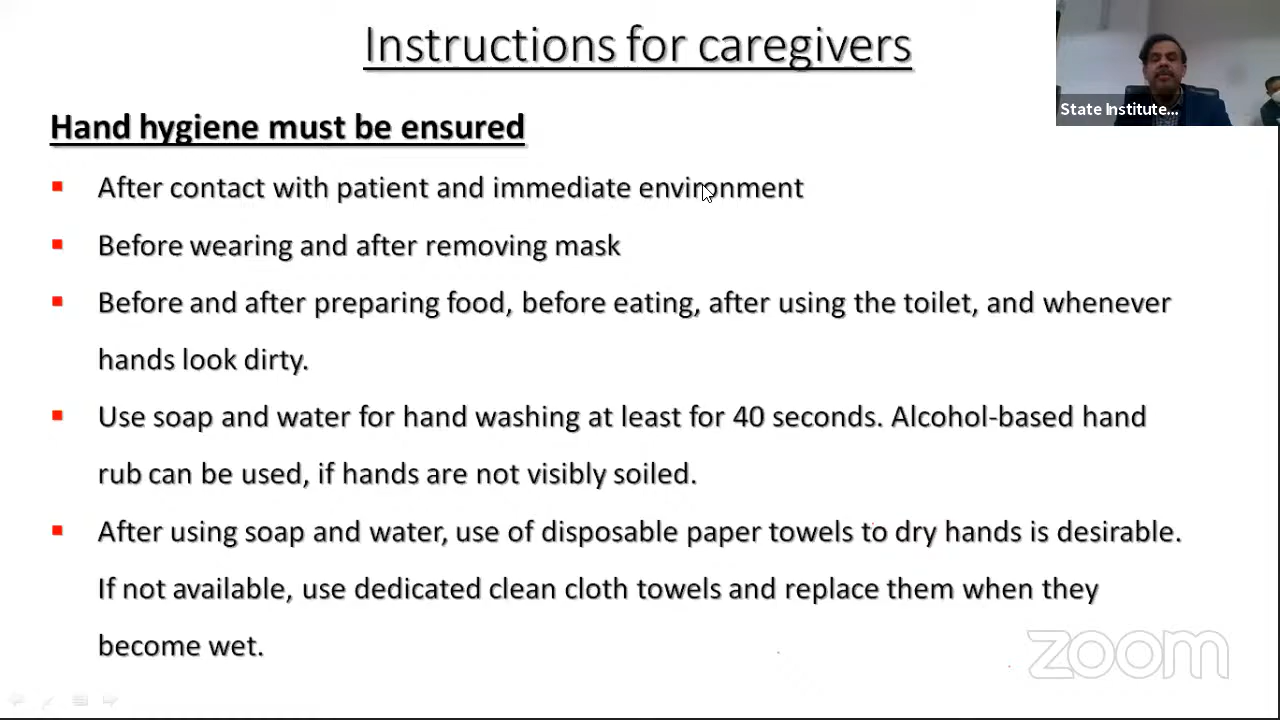 Instructions for caregivers
State Institute...
Hand hygiene must be ensured
After contact with patient and immediate environment
Before wearing and after removing mask
Before and after preparing food, before eating, after using the toilet, and whenever
hands look dirty.
Use soap and water for hand washing at least for 40 seconds. Alcohol-based hand
rub can be used, if hands are not visibly soiled.
After using soap and water, use of disposable paper towels to dry hands is desirable.
If not available, use dedicated clean cloth towels and replace them when they
become wet.
zoom